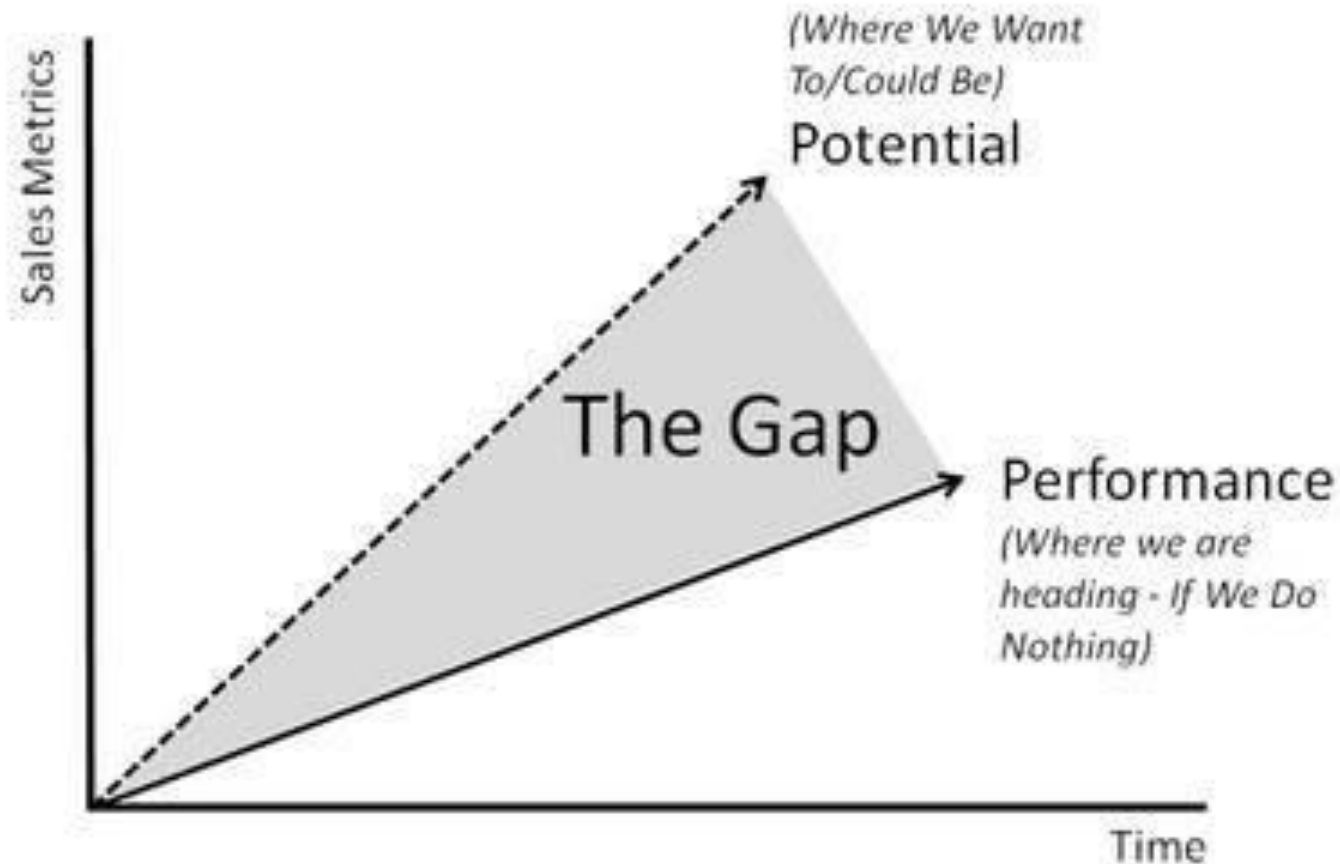 (Where We Want
To/Could Be)
Potential
Sales Metrics
The Gap
Performance
(Where we are
heading - If We Do
Nothing)
Time